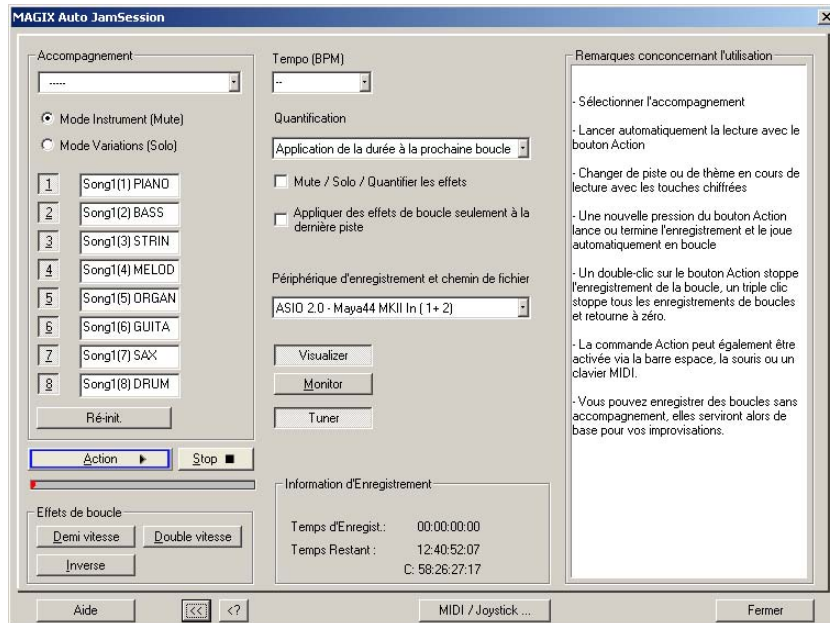 MAGIX Auto JamSession
Accompagnement
-----
Mode Instrument (Mute)
Mode Variations (Solo)
1 Song1(1) PIANO
2 Song1(2) BASS
3 Song1(3) STRIN
4 Song1(4) MELOD
5 Song1(5) ORGAN
6 Song1(6) GUITA
7 Song1(7) SAX
8 Song1(8) DRUM
Ré-init.
Action
Stop
Effets de boucle
Demi vitesse Double vitesse
Inverse
Tempo (BPM)
--
Quantification
Application de la durée à la prochaine boucle
Mute / Solo / Quantifier les effets
Appliquer des effets de boucle seulement à la
dernière piste
Périphérique d'enregistrement et chemin de fichier
ASIO 2.0 - Maya44 MKII In ( 1+ 2)
Visualizer
Monitor
Tuner
Information d'Enregistrement
Temps d'Enregist.: 00:00:00:00
Temps Restant : 12:40:52:07
C: 58:26:27:17
Remarques conconcernant l'utilisation
- Sélectionner l'accompagnement
- Lancer automatiquement la lecture avec le
bouton Action
- Changer de piste ou de thème en cours de
lecture avec les touches chiffrées
- Une nouvelle pression du bouton Action
lance ou termine l'enregistrement et le joue
automatiquement en boucle
- Un double-clic sur le bouton Action stoppe
l'enregistrement de la boucle, un triple clic
stoppe tous les enregistrements de boucles
et retourne à zéro.
- La commande Action peut également être
activée via la barre espace, la souris ou un
clavier MIDI.
- Vous pouvez enregistrer des boucles sans
accompagnement, elles serviront alors de
base pour vos improvisations.
Aide << <? MIDI / Joystick ... Fermer